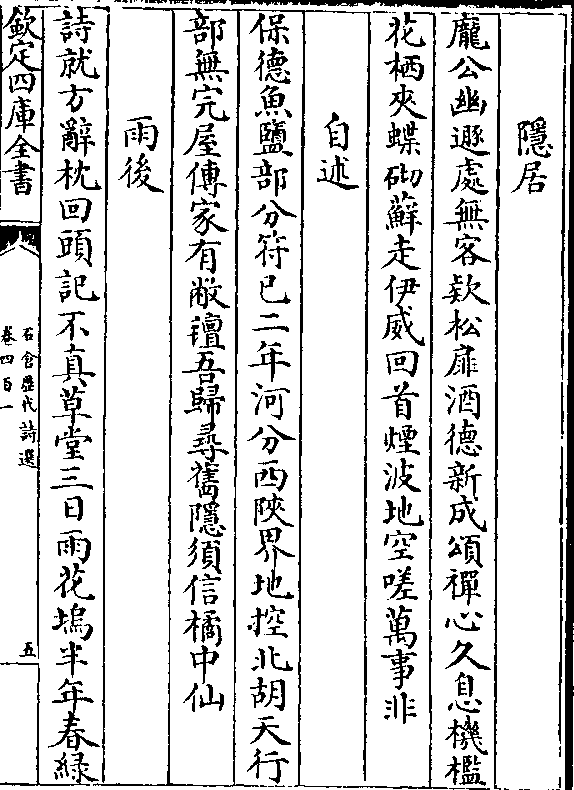 隱居
龐公幽遯處無客欵松扉酒德新成頌禪心久息機檻
花栖夾蝶砌蘚走伊威回首煙波地空嗟萬事非
自述
保德魚鹽部分符已二年河分西陝界地控北胡天行
部無完屋傳家有敝氊吾歸尋舊隱須信橘中仙
雨後
詩就方辭枕回頭記不真草堂三日雨花塢半年春緑
欽定四庫全書
石倉歷代詩選
卷四百一
五